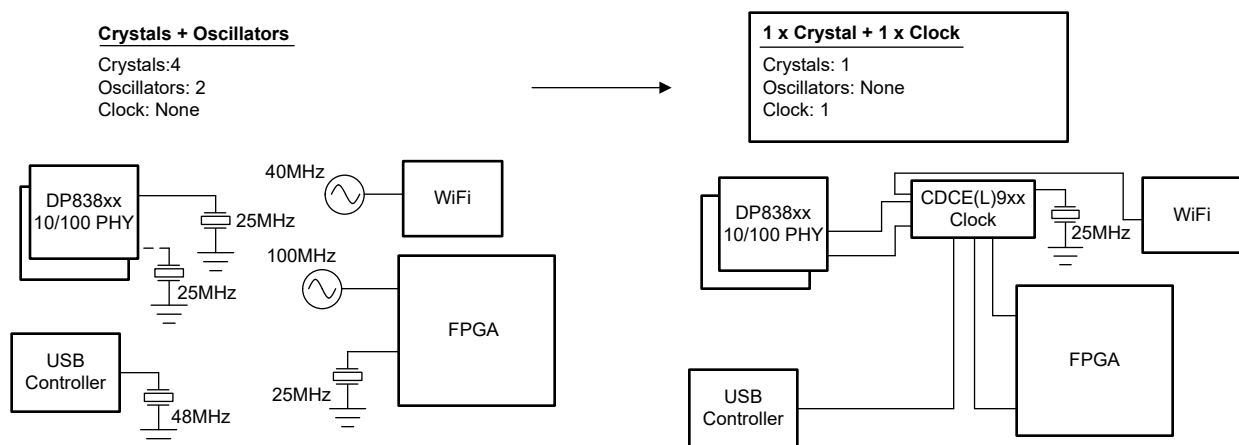 Crystals + Oscillators
Crystals:4
Oscillators: 2
Clock: None
1 x Crystal + 1 x Clock
Crystals: 1
Oscillators: None
Clock: 1
DP838xx
10/100 PHY
25MHz
25MHz
USB
Controller
48MHz
40MHz
WiFi
100MHz
FPGA
25MHz
DP838xx
10/100 PHY
CDCE(L)9xx
Clock
25MHz
WiFi
FPGA
USB
Controller